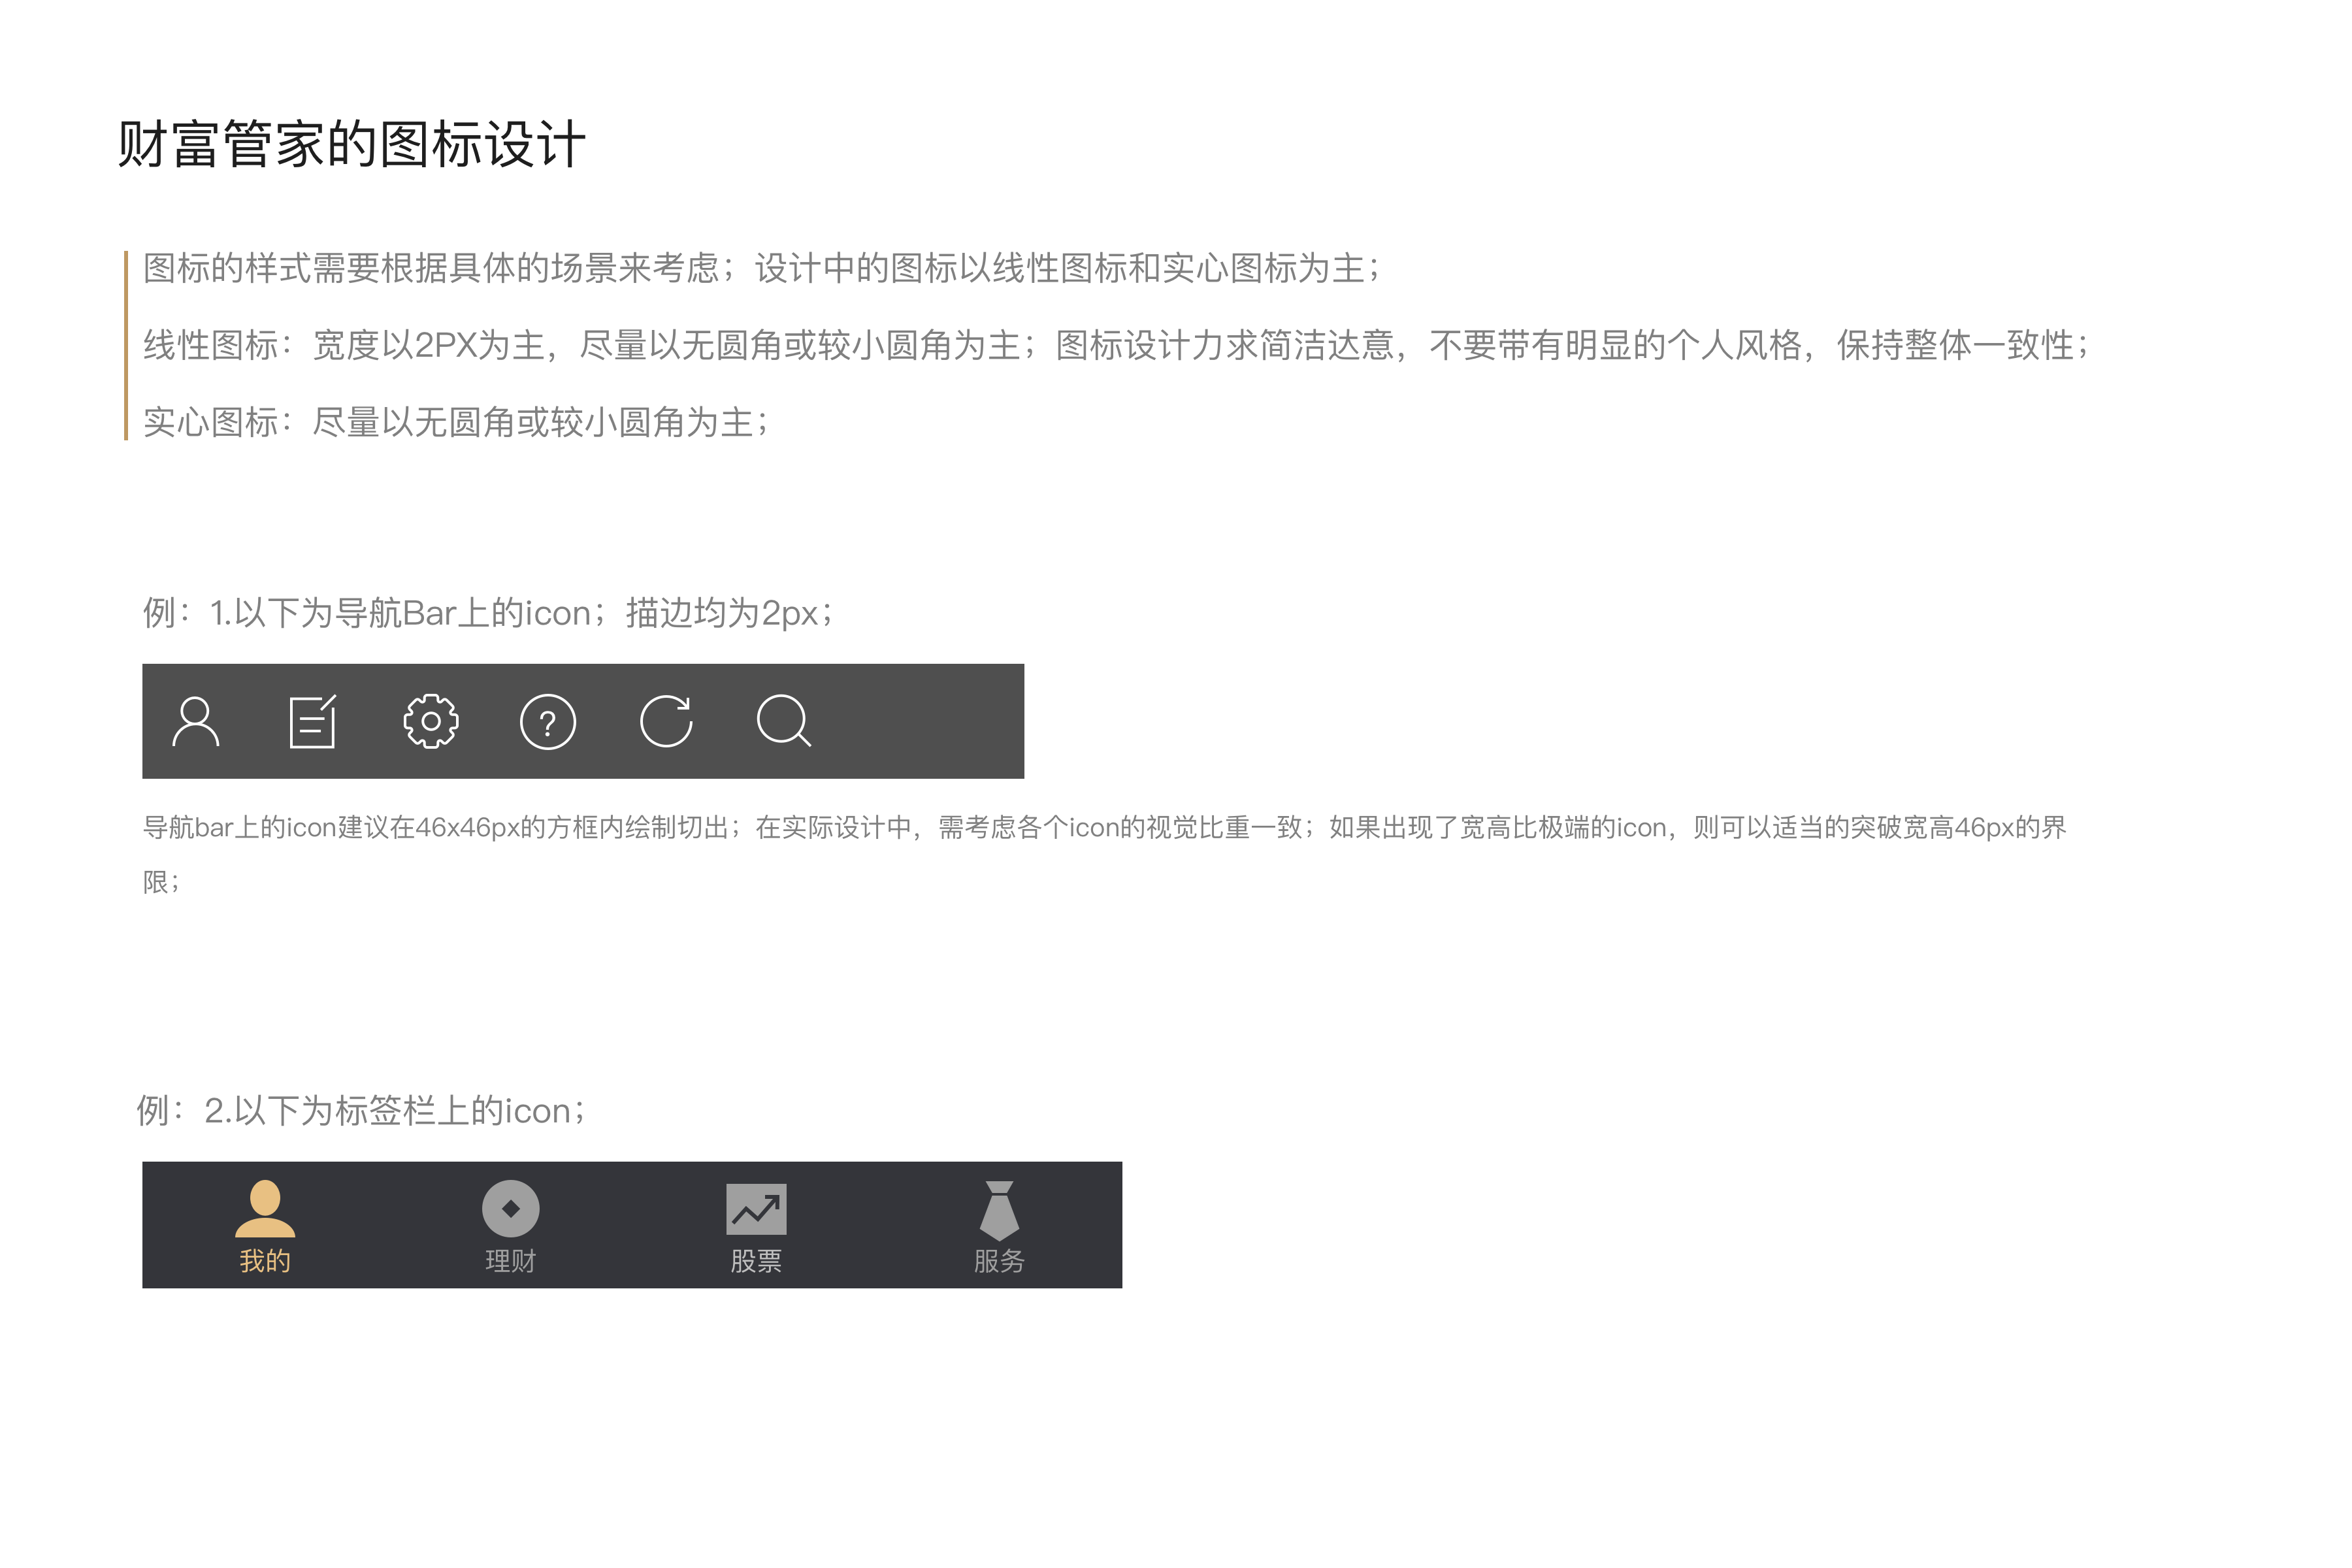 财富管家的图标设计
图标的样式需要根据具体的场景来考虑；设计中的图标以线性图标和实心图标为主；
线性图标：宽度以2PX为主，尽量以无圆角或较小圆角为主；图标设计力求简洁达意，不要带有明显的个人风格，保持整体一致性；
实心图标：尽量以无圆角或较小圆角为主；
例：1.以下为导航Bar上的icon；描边均为2px；
?
导航bar上的icon建议在46x46px的方框内绘制切出；在实际设计中，需考虑各个icon的视觉比重一致；如果出现了宽高比极端的icon，则可以适当的突破宽高46px的界
限；
例：2.以下为标签栏上的icon；
我的 理财 股票 服务